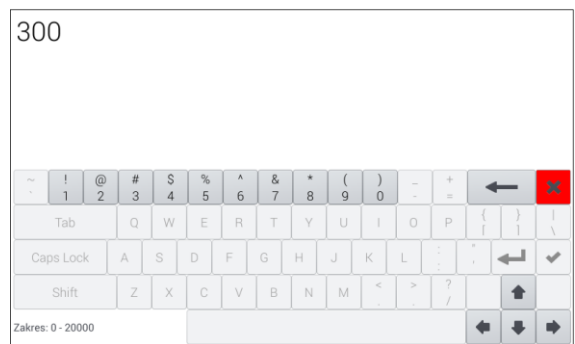 300
~ ! @ # $ % ^ & * ( ) _ +
` 1 2 3 4 5 6 7 8 9 0 - =
Tab Q W E R T Y U I O P { } |
[ ] \
Caps Lock A S D F G H J K L : "
; '
Shift Z X C V B N M < > ?
, . /
Zakres: 0 - 20000